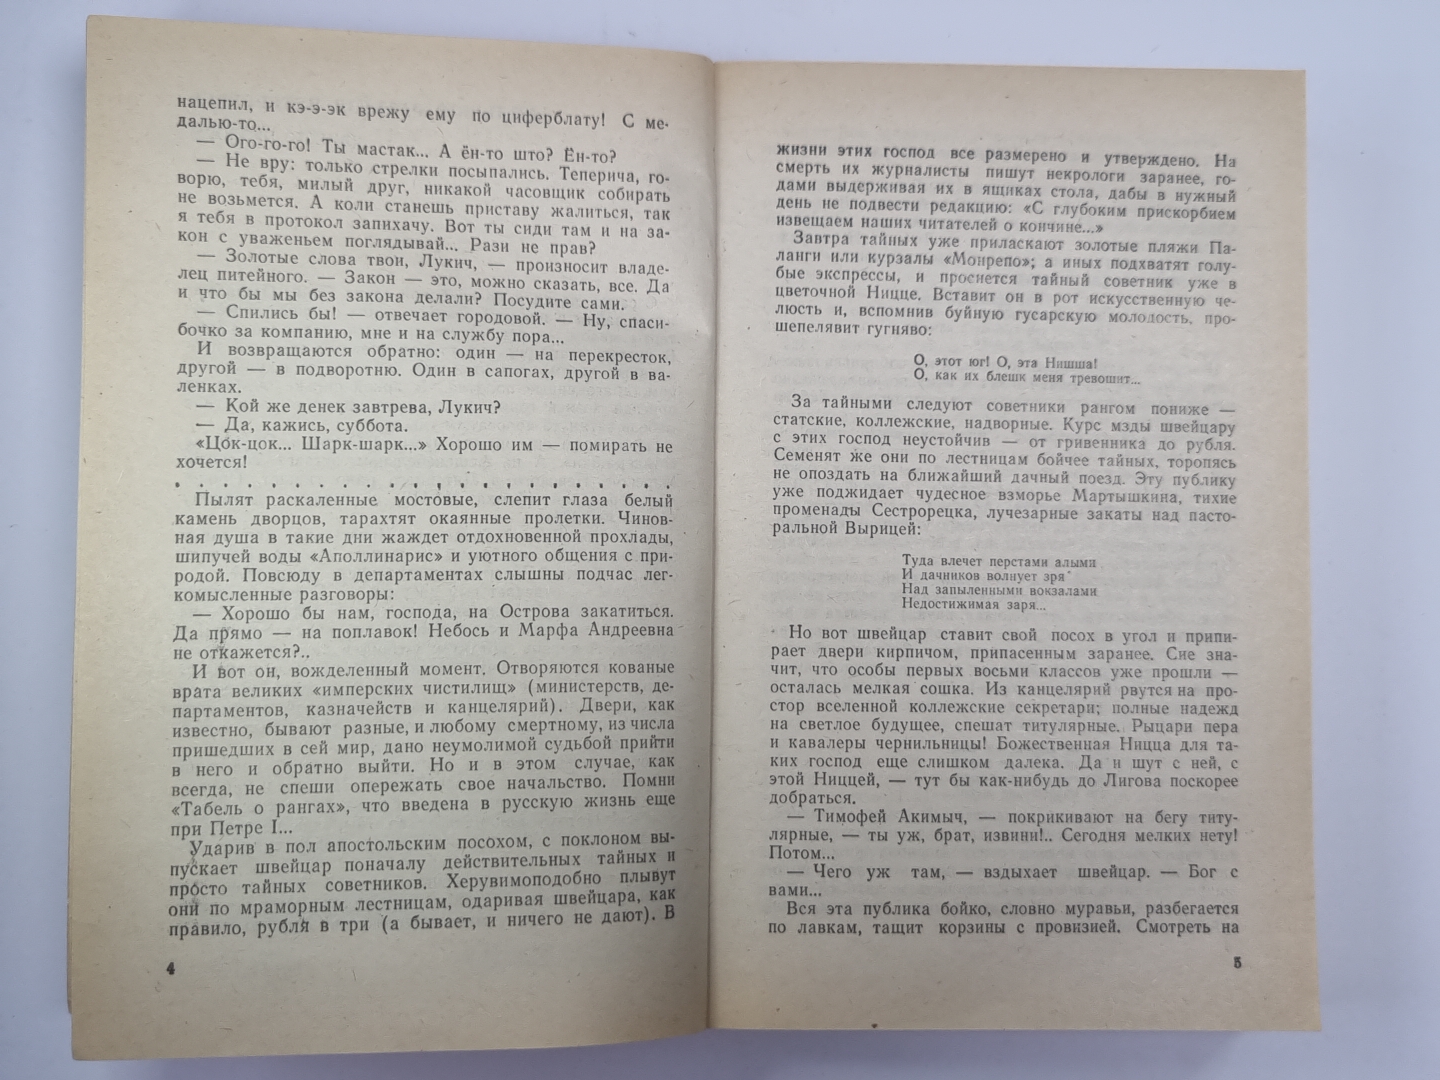 нацепил, и кэ-э-эк врежу ему по циферблату! С ме-
далью-то...
— Ого-го-го! Ты мастак... А ён-то што? Ён-то?
— Не вру: только стрелки посыпались. Теперича, го-
ворю, тебя, милый друг, никакой часовщик собирать
не возьмется. А коли станешь приставу жалиться, так
я тебя в протокол запихачу. Вот ты сиди там и на за-
кон с уваженьем поглядывай... Рази не прав?
— Золотые слова твои, Лукич, — произносит владе-
лец питейного. — Закон — это, можно сказать, все. Да
и что бы мы без закона делали? Посудите сами.
— Спились бы! — отвечает городовой. — Ну, спаси-
бочко за компанию, мне и на службу пора...
И возвращаются обратно: один — на перекресток,
другой — в подворотню. Один в сапогах, другой в ва-
ленках.
— Кой же денек завтрева, Лукич?
— Да, кажись, суббота.
«Цок-цок... Шарк-шарк...» Хорошо им — помирать не
хочется!
. . . . . . . . . . . . . . . . . . . . .
Пылят раскаленные мостовые, слепит глаза белый
камень дворцов, тарахтят окаянные пролетки. Чинов-
ная душа в такие дни жаждет отдохновенной прохлады,
шипучей воды «Аполлинарис» и уютного общения с при-
родой. Повсюду в департаментах слышны подчас лег-
комысленные разговоры:
— Хорошо бы нам, господа, на Острова закатиться.
Да прямо — на поплавок! Небось и Марфа Андреевна
не откажется?..
И вот он, вожделенный момент. Отворяются кованые
врата великих «имперских чистилищ» (министерств, де-
партаментов, казначейств и канцелярий). Двери, как
известно, бывают разные, и любому смертному, из числа
пришедших в сей мир, дано неумолимой судьбой прийти
в него и обратно выйти. Но и в этом случае, как
всегда, не спеши опережать свое начальство. Помни
«Табель о рангах», что введена в русскую жизнь еще
при Петре I...
Ударив в пол апостольским посохом, с поклоном вы-
пускает швейцар поначалу действительных тайных и
просто тайных советников. Херувимоподобно плывут
они по мраморным лестницам, одаривая швейцара, как
правило, рубля в три (а бывает, и ничего не дают). В
4
жизни этих господ все размерено и утверждено. На
смерть их журналисты пишут некрологи заранее, го-
дами выдерживая их в ящиках стола, дабы в нужный
день не подвести редакцию: «С глубоким прискорбием
извещаем наших читателей о кончине...»
Завтра тайных уже приласкают золотые пляжи Па-
ланги или курзалы «Монрепо»; а иных подхватят голу-
бые экспрессы, и проснется тайный советник уже в
цветочной Ницце. Вставит он в рот искусственную че-
люсть и, вспомнив буйную гусарскую молодость, про-
шепелявит гугняво:
О, этот юг! О, эта Нишша!
О, как их блешк меня тревошит...
За тайными следуют советники рангом пониже —
статские, коллежские, надворные. Курс мзды швейцару
с этих господ неустойчив — от гривенника до рубля.
Семенят же они по лестницам бойчее тайных, торопясь
не опоздать на ближайший дачный поезд. Эту публику
уже поджидает чудесное взморье Мартышкина, тихие
променады Сестрорецка, лучезарные закаты над пасто-
ральной Вырицей:
Туда влечет перстами алыми
И дачников волнует зря
Над запыленными вокзалами
Недостижимая заря...
Но вот швейцар ставит свой посох в угол и припи-
рает двери кирпичом, припасенным заранее. Сие зна-
чит, что особы первых восьми классов уже прошли —
осталась мелкая сошка. Из канцелярий рвутся на про-
стор вселенной коллежские секретари; полные надежд
на светлое будущее, спешат титулярные. Рыцари пера
и кавалеры чернильницы! Божественная Ницца для та-
ких господ еще слишком далека. Да и шут с ней, с
этой Ниццей, — тут бы как-нибудь до Лигова поскорее
добраться.
— Тимофей Акимыч, — покрикивают на бегу титу-
лярные, — ты уж, брат, извини!.. Сегодня мелких нету!
Потом...
— Чего уж там, — вздыхает швейцар. — Бог с
вами...
Вся эта публика бойко, словно муравьи, разбегается
по лавкам, тащит корзины с провизией. Смотреть на
5